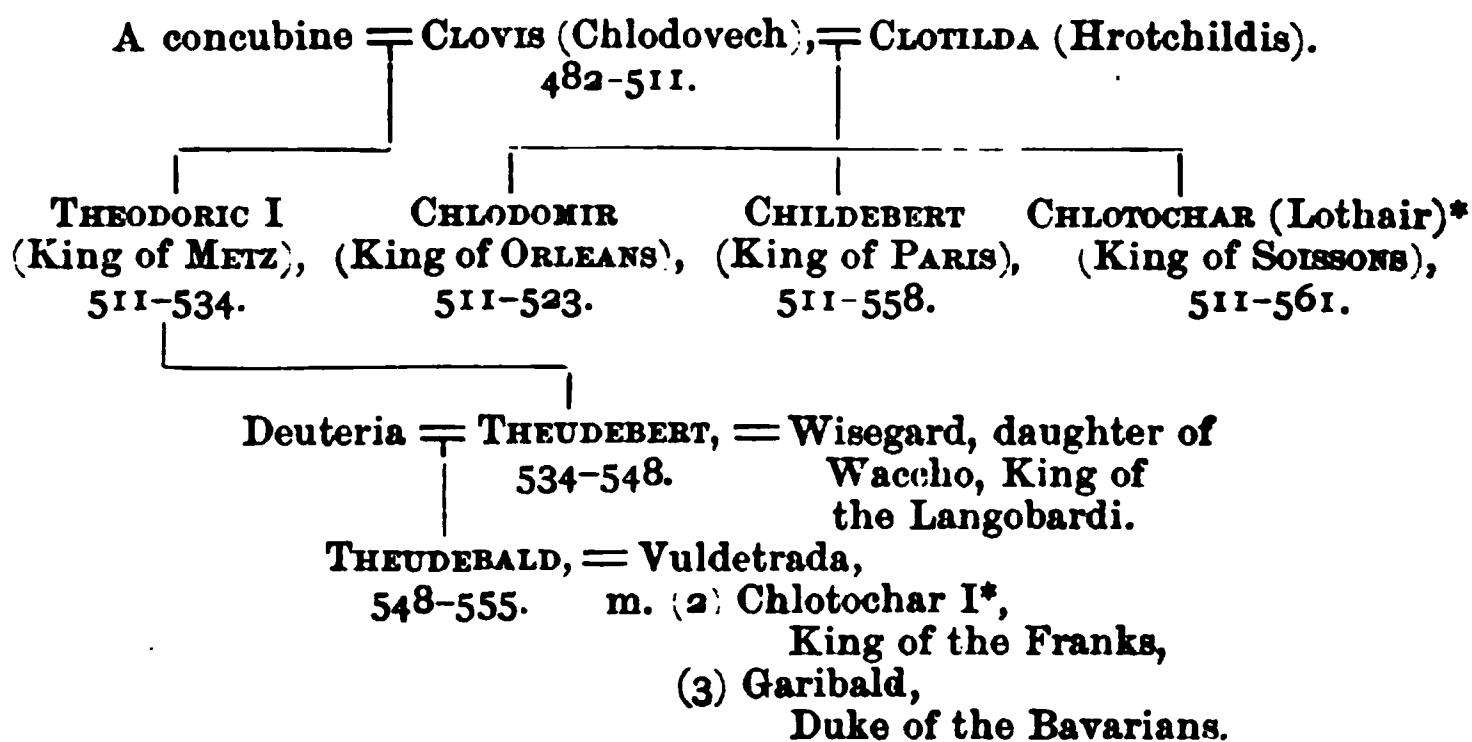 A concubine = CLOVIS (Chlodovech), = CLOTILDA (Hrotchildis).
482-511.
THEODORIC I CHLODOMIR CHILDEBERT CHLOTOCHAR (Lothair)*
(King of METZ), (King of ORLEANS), (King of PARIS), (King of SOISSONS),
511-534. 511-523. 511-558. 511-561.
Deuteria = THEUDEBERT, = Wisegard, daughter of
534-548. Waccho, King of
the Langobardi.
THEUDEBALD, = Vuldetrada,
548-555. m. (2) Chlotochar I*,
King of the Franks,
(3) Garibald,
Duke of the Bavarians.